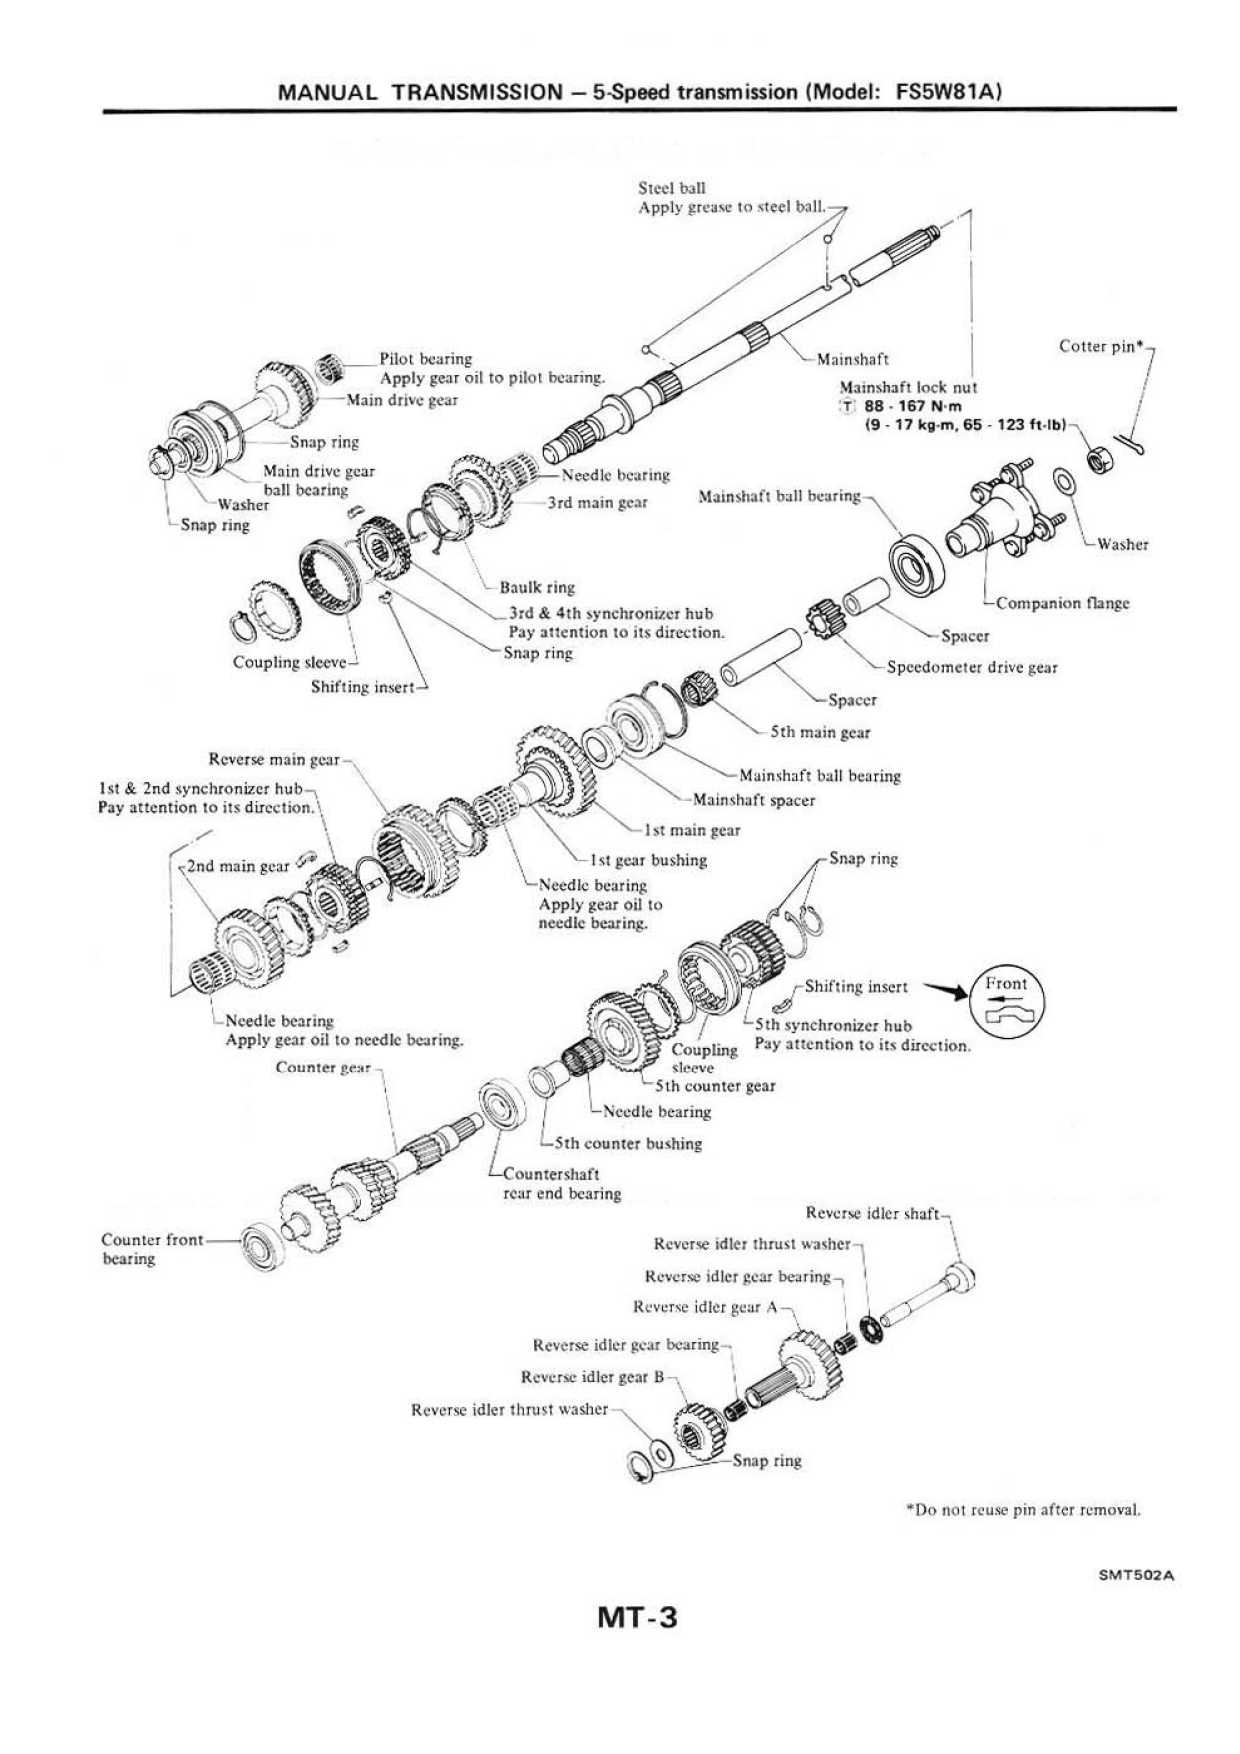 MANUAL TRANSMISSION — 5-Speed transmission (Model: FS5W81A)
Steel ball
Apply grease to steel ball.
Pilot bearing
Apply gear oil to pilot bearing.
Main drive gear
Snap ring
Main drive gear
ball bearing
Washer
Snap ring
Mainshaft
Cotter pin*
Mainshaft lock nut
T 88 - 167 N·m
(9 - 17 kg-m, 65 - 123 ft-lb)
Needle bearing
3rd main gear
Mainshaft ball bearing
Washer
Baulk ring
3rd & 4th synchronizer hub
Pay attention to its direction.
Snap ring
Coupling sleeve
Shifting insert
Companion flange
Spacer
Speedometer drive gear
Spacer
5th main gear
Reverse main gear
1st & 2nd synchronizer hub
Pay attention to its direction.
Mainshaft ball bearing
Mainshaft spacer
1st main gear
1st gear bushing
2nd main gear
Needle bearing
Apply gear oil to
needle bearing.
Snap ring
Shifting insert
Front
Needle bearing
Apply gear oil to needle bearing.
5th synchronizer hub
Pay attention to its direction.
Coupling
sleeve
Counter gear
5th counter gear
Needle bearing
5th counter bushing
Countershaft
rear end bearing
Counter front
bearing
Reverse idler shaft
Reverse idler thrust washer
Reverse idler gear bearing
Reverse idler gear A
Reverse idler gear bearing
Reverse idler gear B
Reverse idler thrust washer
Snap ring
*Do not reuse pin after removal.
SMT502A
MT-3